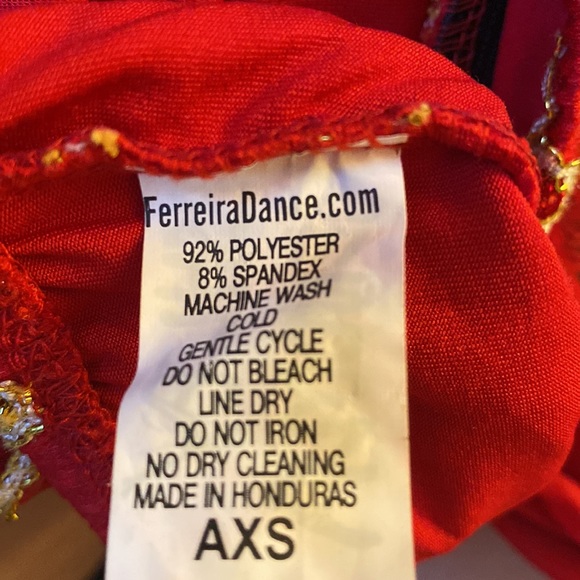 FerreiraDance.com
92% POLYESTER
8% SPANDEX
MACHINE WASH
COLD
GENTLE CYCLE
DO NOT BLEACH
LINE DRY
DO NOT IRON
NO DRY CLEANING
MADE IN HONDURAS
AXS